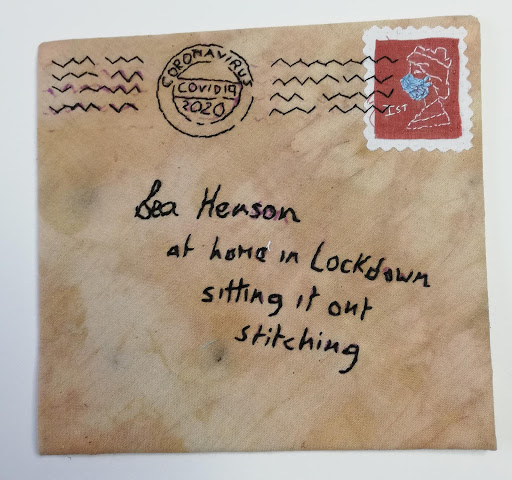 CORONAVIRUS
COVID19
2020
1ST
Bea Henson
at home in Lockdown
sitting it out
stitching